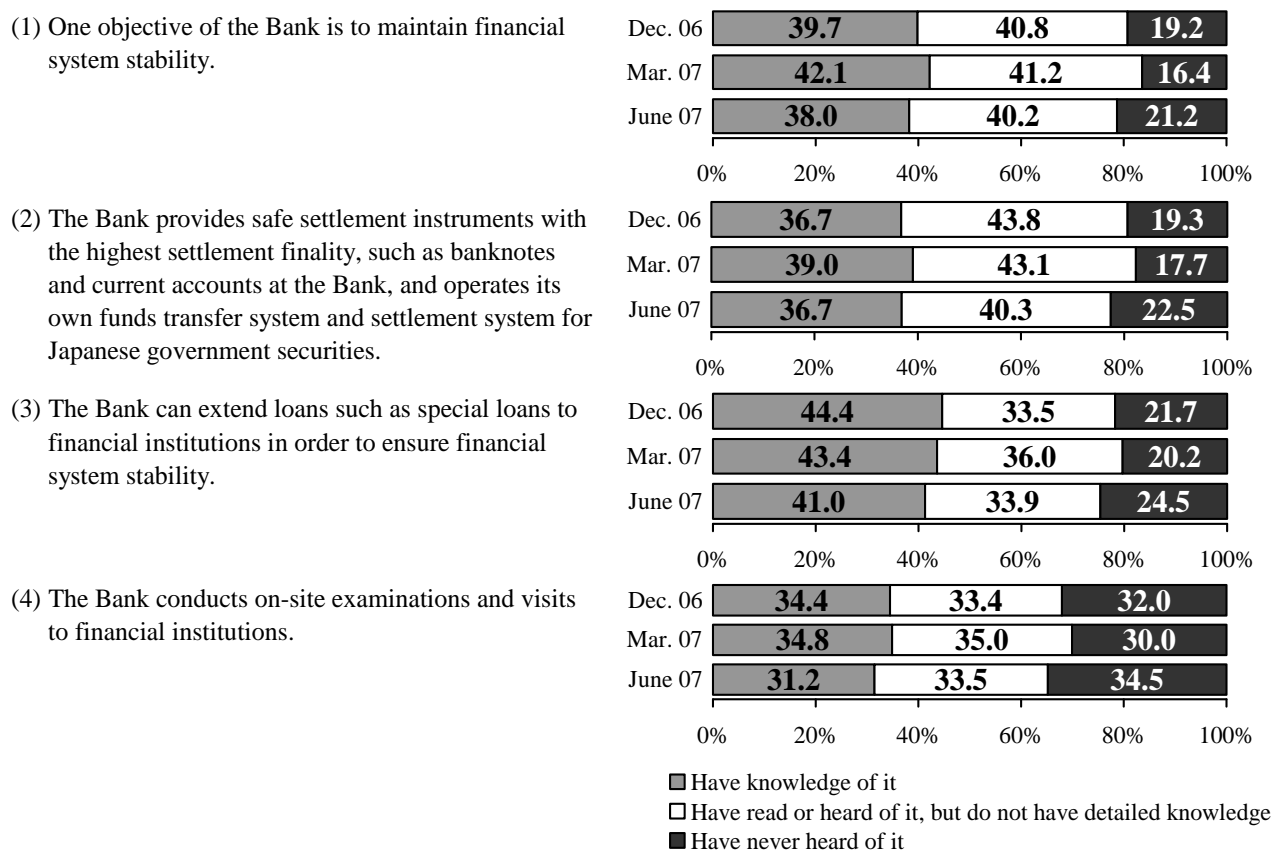 (1) One objective of the Bank is to maintain financial
system stability.
Dec. 06 39.7 40.8 19.2
Mar. 07 42.1 41.2 16.4
June 07 38.0 40.2 21.2
0% 20% 40% 60% 80% 100%
(2) The Bank provides safe settlement instruments with
the highest settlement finality, such as banknotes
and current accounts at the Bank, and operates its
own funds transfer system and settlement system for
Japanese government securities.
Dec. 06 36.7 43.8 19.3
Mar. 07 39.0 43.1 17.7
June 07 36.7 40.3 22.5
0% 20% 40% 60% 80% 100%
(3) The Bank can extend loans such as special loans to
financial institutions in order to ensure financial
system stability.
Dec. 06 44.4 33.5 21.7
Mar. 07 43.4 36.0 20.2
June 07 41.0 33.9 24.5
0% 20% 40% 60% 80% 100%
(4) The Bank conducts on-site examinations and visits
to financial institutions.
Dec. 06 34.4 33.4 32.0
Mar. 07 34.8 35.0 30.0
June 07 31.2 33.5 34.5
0% 20% 40% 60% 80% 100%
Have knowledge of it
Have read or heard of it, but do not have detailed knowledge
Have never heard of it